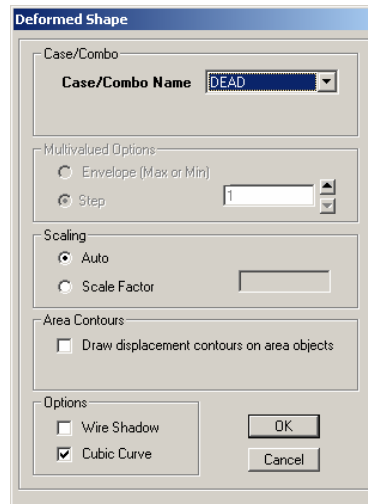 Deformed Shape
Case/Combo
Case/Combo Name DEAD
Multivalued Options
Envelope (Max or Min)
Step 1
Scaling
Auto
Scale Factor
Area Contours
Draw displacement contours on area objects
Options
Wire Shadow OK
Cubic Curve Cancel